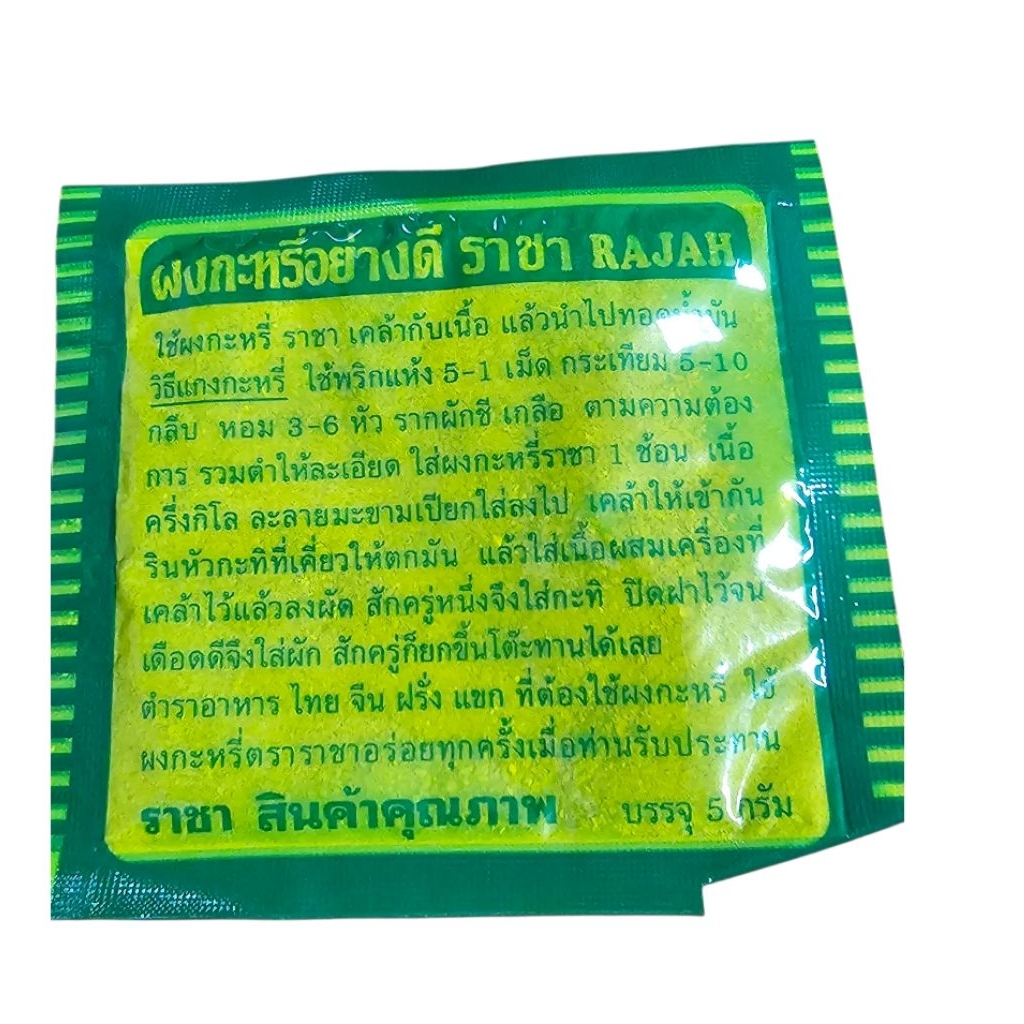 ผงกะหรี่อย่างดี ราชา RAJAH
ใช้ผงกะหรี่ ราชา เคล้ากับเนื้อ แล้วนำไปทอดน้ำมัน
วิธีแกงกะหรี่ ใช้พริกแห้ง 5-1 เม็ด กระเทียม 5-10
กลีบ หอม 3-6 หัว รากผักชี เกลือ ตามความต้อง
การ รวมตำให้ละเอียด ใส่ผงกะหรี่ราชา 1 ช้อน เนื้อ
ครึ่งกิโล ละลายมะขามเปียกใส่ลงไป เคล้าให้เข้ากัน
รินหัวกะทิที่เคี่ยวให้ตกมัน แล้วใส่เนื้อผสมเครื่องที่
เคล้าไว้แล้วลงผัด สักครู่หนึ่งจึงใส่กะทิ ปิดฝาไว้จน
เดือดดีจึงใส่ผัก สักครู่ก็ยกขึ้นโต๊ะทานได้เลย
ตำราอาหาร ไทย จีน ฝรั่ง แขก ที่ต้องใช้ผงกะหรี่ ใช้
ผงกะหรี่ตราราชาอร่อยทุกครั้งเมื่อท่านรับประทาน
ราชา สินค้าคุณภาพ บรรจุ 5 กรัม